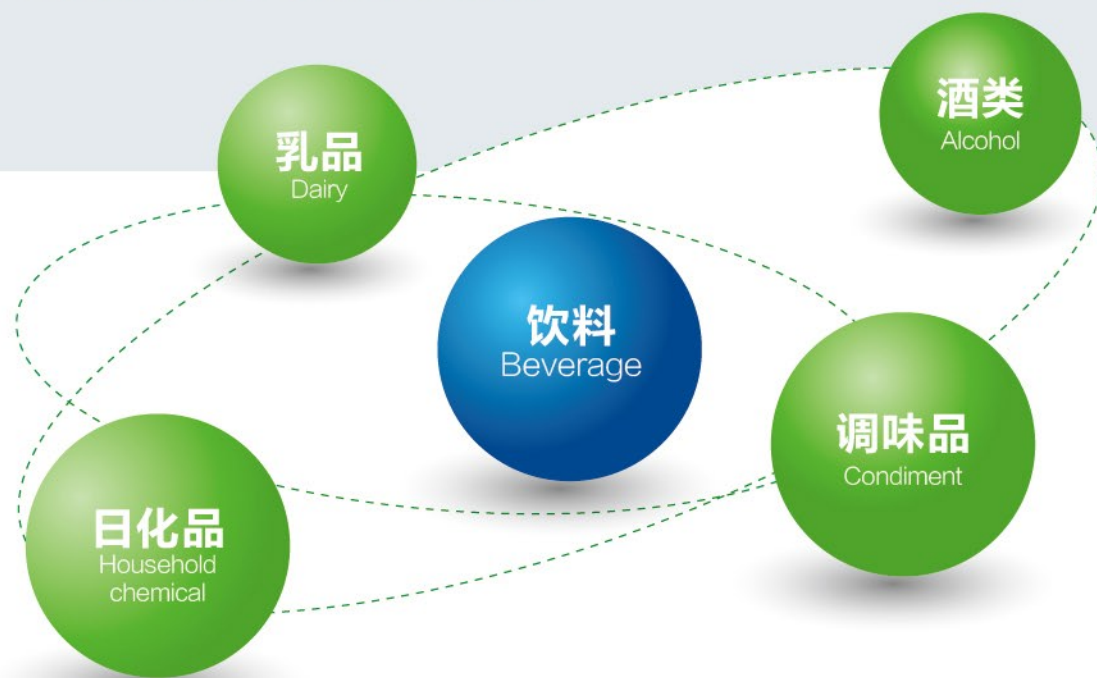 酒类
Alcohol
乳品
Dairy
饮料
Beverage
调味品
Condiment
日化品
Household
chemical